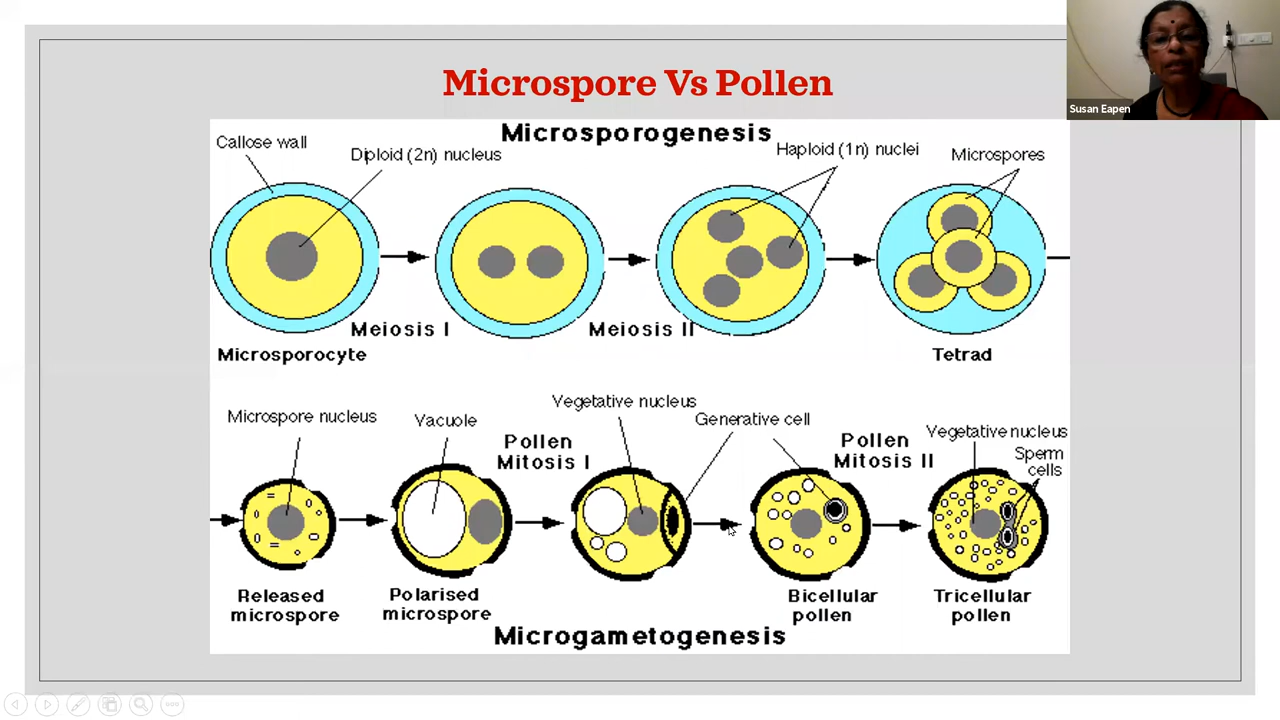 Microspore Vs Pollen
Susan Eapen
Microsporogenesis
Callose wall
Diploid (2n) nucleus
Haploid (1n) nuclei
Microspores
Meiosis I
Meiosis II
Microsporocyte
Tetrad
Microspore nucleus
Vacuole
Vegetative nucleus
Generative cell
Vegetative nucleus
Sperm
cells
Pollen
Mitosis I
Pollen
Mitosis II
Released
microspore
Polarised
microspore
Bicellular
pollen
Tricellular
pollen
Microgametogenesis